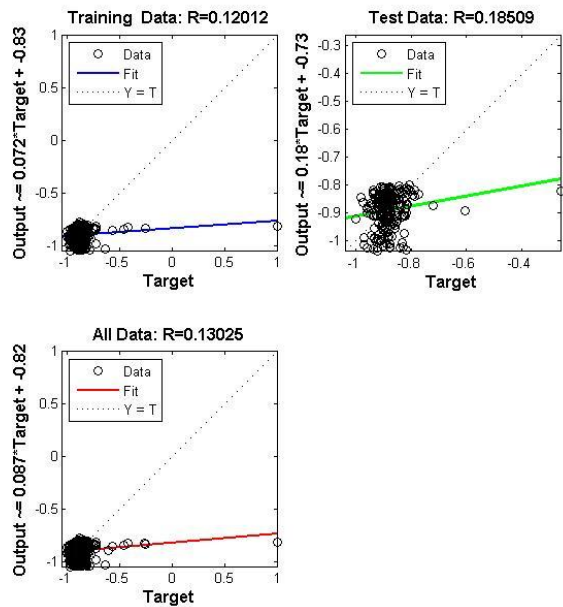 Training Data: R=0.12012
Output ~= 0.072*Target + -0.83
1
0.5
0
-0.5
-1
Data
Fit
Y = T
-1
-0.5
0
0.5
1
Target
Test Data: R=0.18509
Output ~= 0.18*Target + -0.73
-0.3
-0.4
-0.5
-0.6
-0.7
-0.8
-0.9
-1
Data
Fit
Y = T
-1
-0.8
-0.6
-0.4
Target
All Data: R=0.13025
Output ~= 0.087*Target + -0.82
1
0.5
0
-0.5
-1
Data
Fit
Y = T
-1
-0.5
0
0.5
1
Target